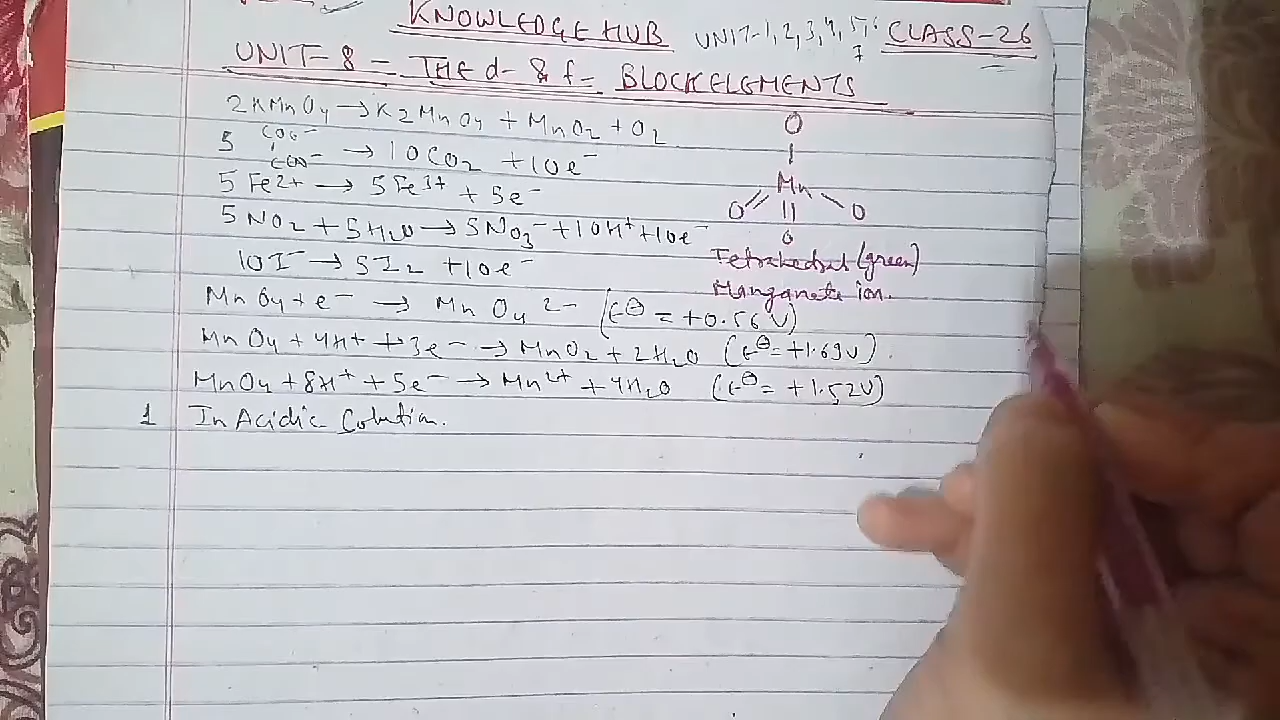 KNOWLEDGE HUB UNIT-1,2,3,4,5,6 7 CLASS-26
UNIT-8 = THE d- & f= BLOCK ELEMENTS
2KMnO4 → K2MnO4 + MnO2 + O2
5 COO- COO- → 10CO2 + 10e-
5Fe2+ → 5Fe3+ + 5e-
5NO2 + 5H2O → 5NO3- + 10H+ + 10e-
10I- → 5I2 + 10e-
MnO4 + e- → MnO4 2- (E⊖ = +0.56V)
MnO4 + 4H+ + 3e- → MnO2 + 2H2O (E⊖ = +1.69V).
MnO4 + 8H+ + 5e- → Mn2+ + 4H2O (E⊖ = +1.52V)
1 In Acidic Solution.
O
Mn
O O
O
Tetrahedral (green)
Manganate ion.